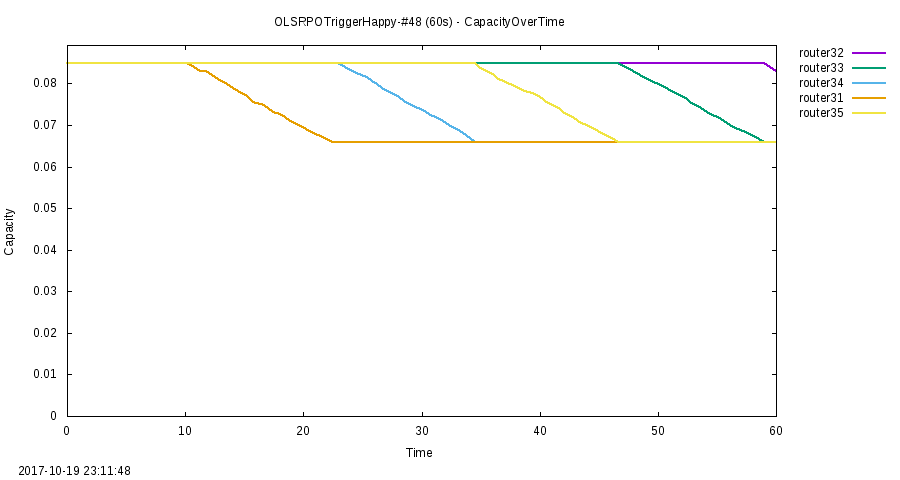 OLSRPOTriggerHappy-#48 (60s) - CapacityOverTime
router32
router33
router34
router31
router35
0.08
0.07
0.06
0.05
0.04
0.03
0.02
0.01
0
Capacity
0 10 20 30 40 50 60
Time
2017-10-19 23:11:48